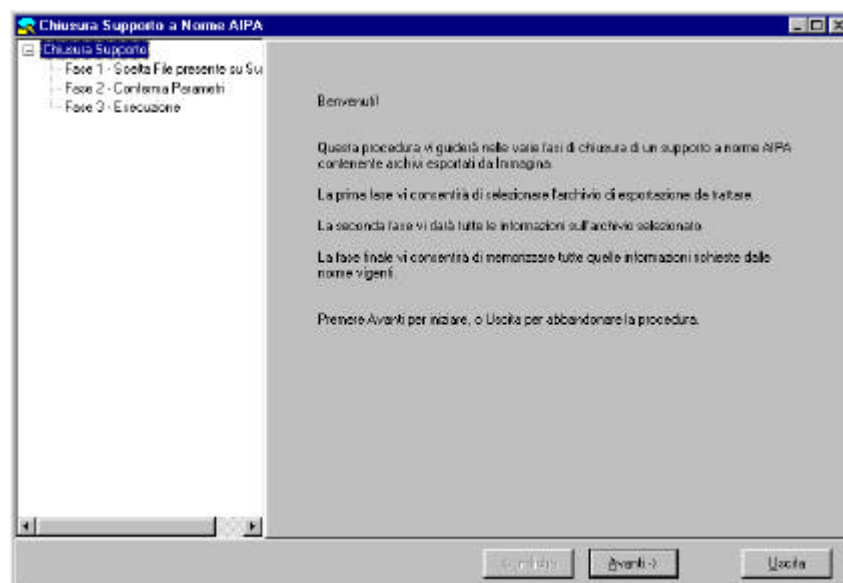 Chiusura Supporto a Norme AIPA
Chiusura Supporto
Fase 1 - Scelta File presente su Su
Fase 2 - Conferma Parametri
Fase 3 - Esecuzione
Benvenuti!
Questa procedura vi guiderà nelle varie fasi di chiusura di un supporto a norme AIPA
contenente archivi esportati da Immagina.
La prima fase vi consentirà di selezionare l'archivio di esportazione da trattare.
La seconda fase vi darà tutte le informazioni sull'archivio selezionato
La fase finale vi consentirà di memorizzare tutte quelle informazioni richieste dalle
norme vigenti.
Premere Avanti per iniziare, o Uscita per abbandonare la procedura.
Avanti ->
Uscita